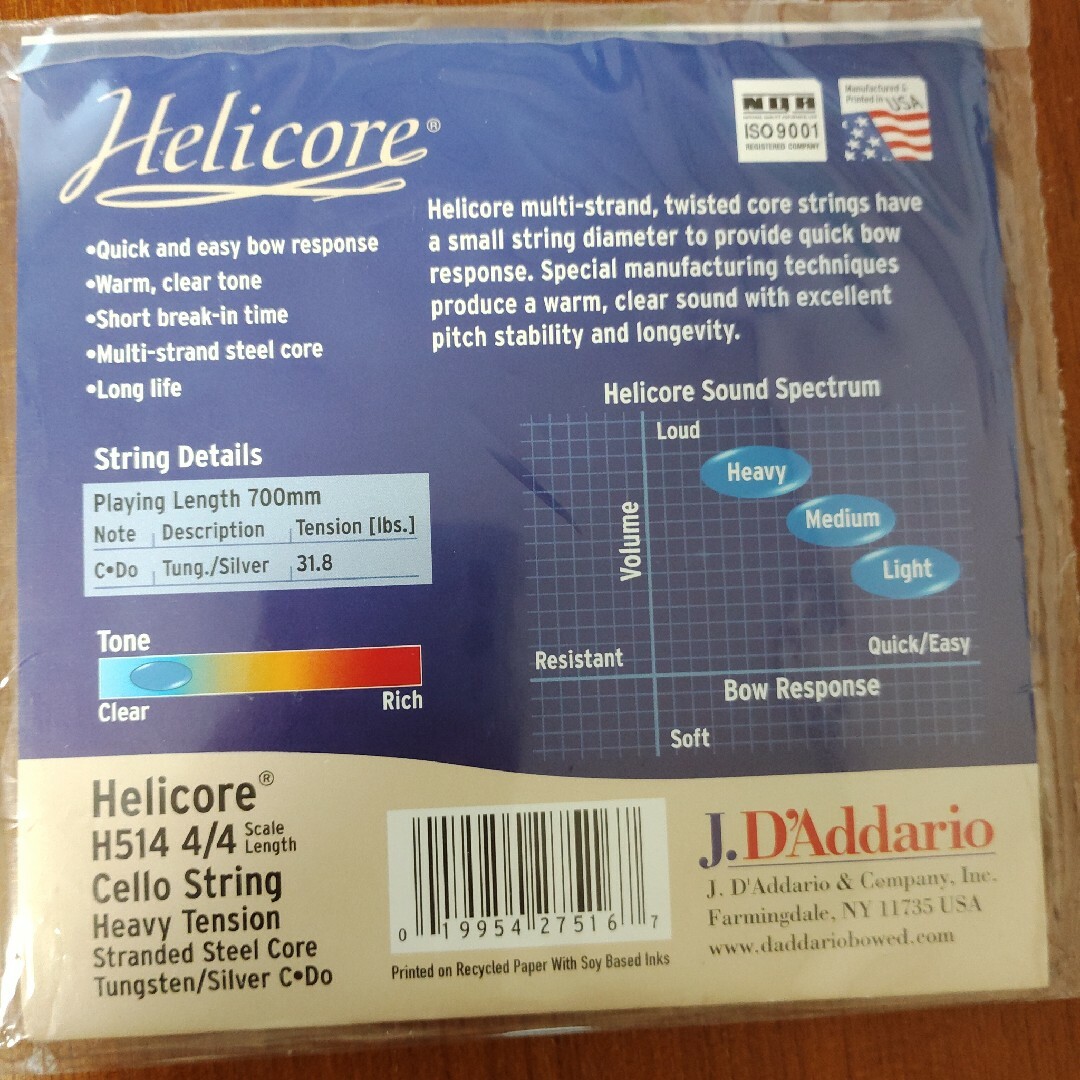 Helicore®
NQA
ISO 9001
REGISTERED COMPANY
Manufactured &
Printed in USA
•Quick and easy bow response
•Warm, clear tone
•Short break-in time
•Multi-strand steel core
•Long life
Helicore multi-strand, twisted core strings have
a small string diameter to provide quick bow
response. Special manufacturing techniques
produce a warm, clear sound with excellent
pitch stability and longevity.
String Details
Playing Length 700mm
Note Description Tension [lbs.]
C•Do Tung./Silver 31.8
Tone
Clear Rich
Helicore Sound Spectrum
Loud
Heavy
Volume
Medium
Light
Resistant Quick/Easy
Bow Response
Soft
Helicore®
H514 4/4 Scale Length
Cello String
Heavy Tension
Stranded Steel Core
Tungsten/Silver C•Do
0 19954 27516 7
Printed on Recycled Paper With Soy Based Inks
J. D'Addario
J. D'Addario & Company, Inc.
Farmingdale, NY 11735 USA
www.daddariobowed.com